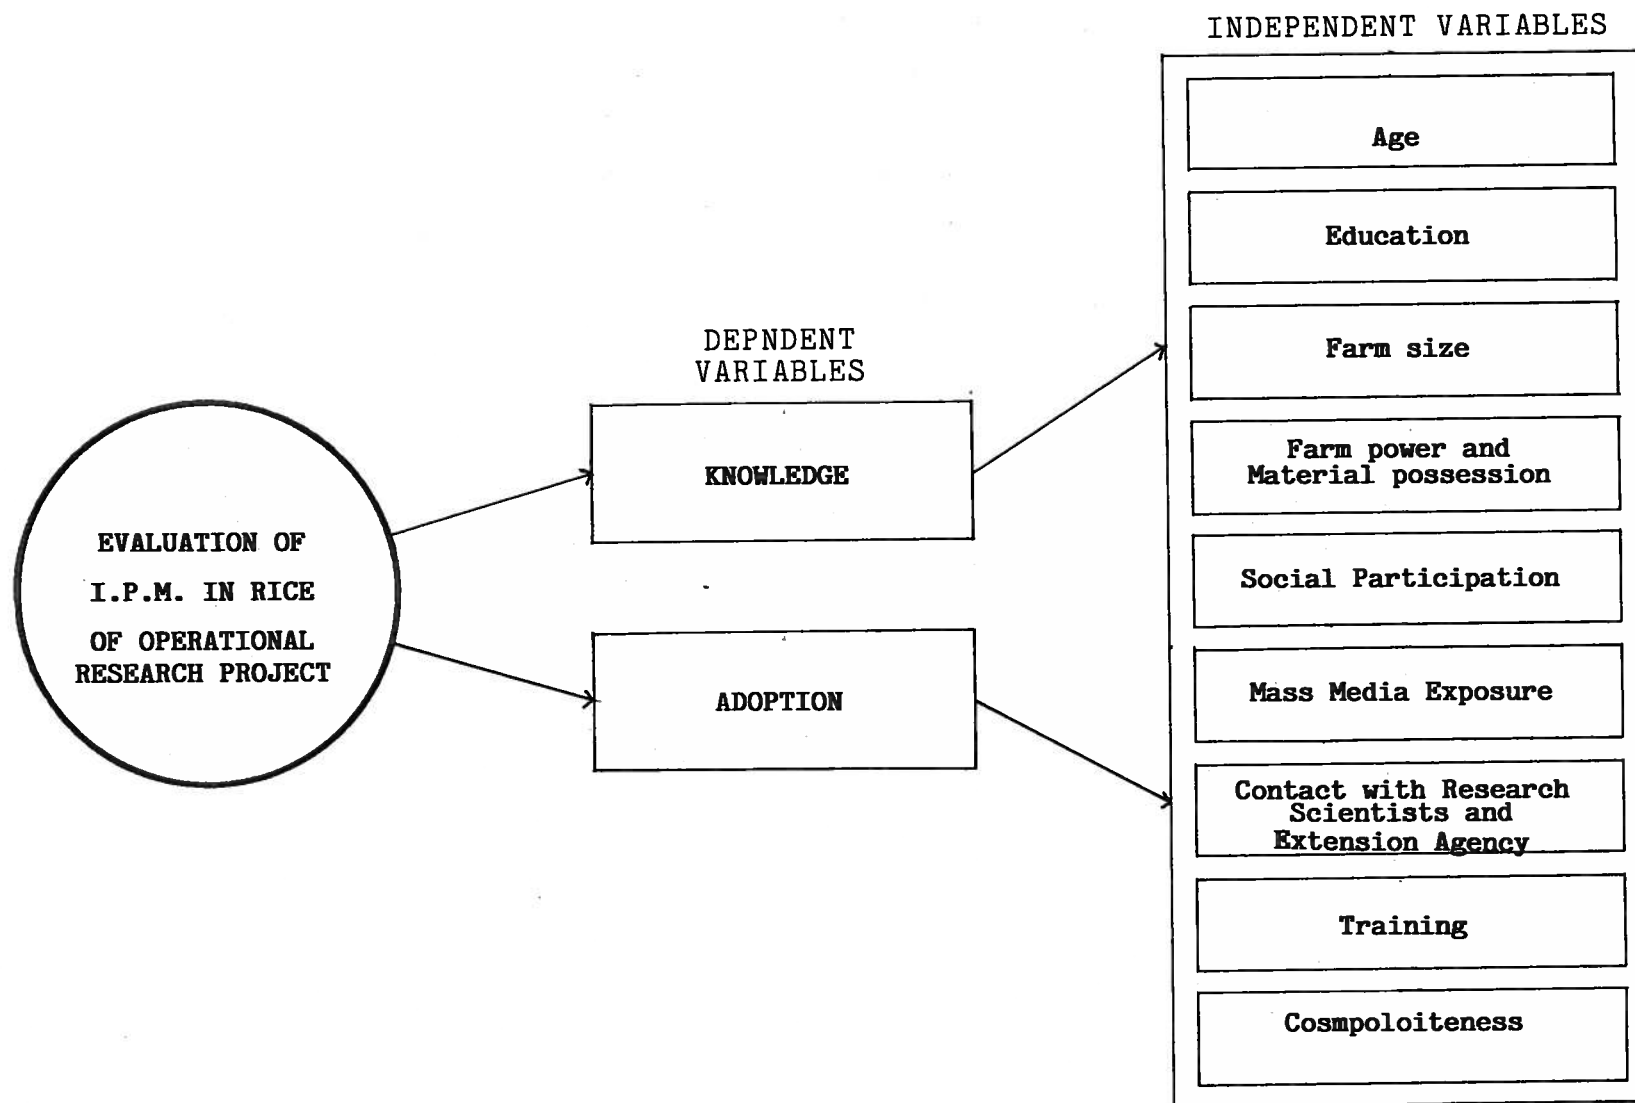 INDEPENDENT VARIABLES
Age
Education
Farm size
Farm power and
Material possession
Social Participation
Mass Media Exposure
Contact with Research
Scientists and
Extension Agency
Training
Cosmpoloiteness
DEPNDENT
VARIABLES
KNOWLEDGE
ADOPTION
EVALUATION OF
I.P.M. IN RICE
OF OPERATIONAL
RESEARCH PROJECT